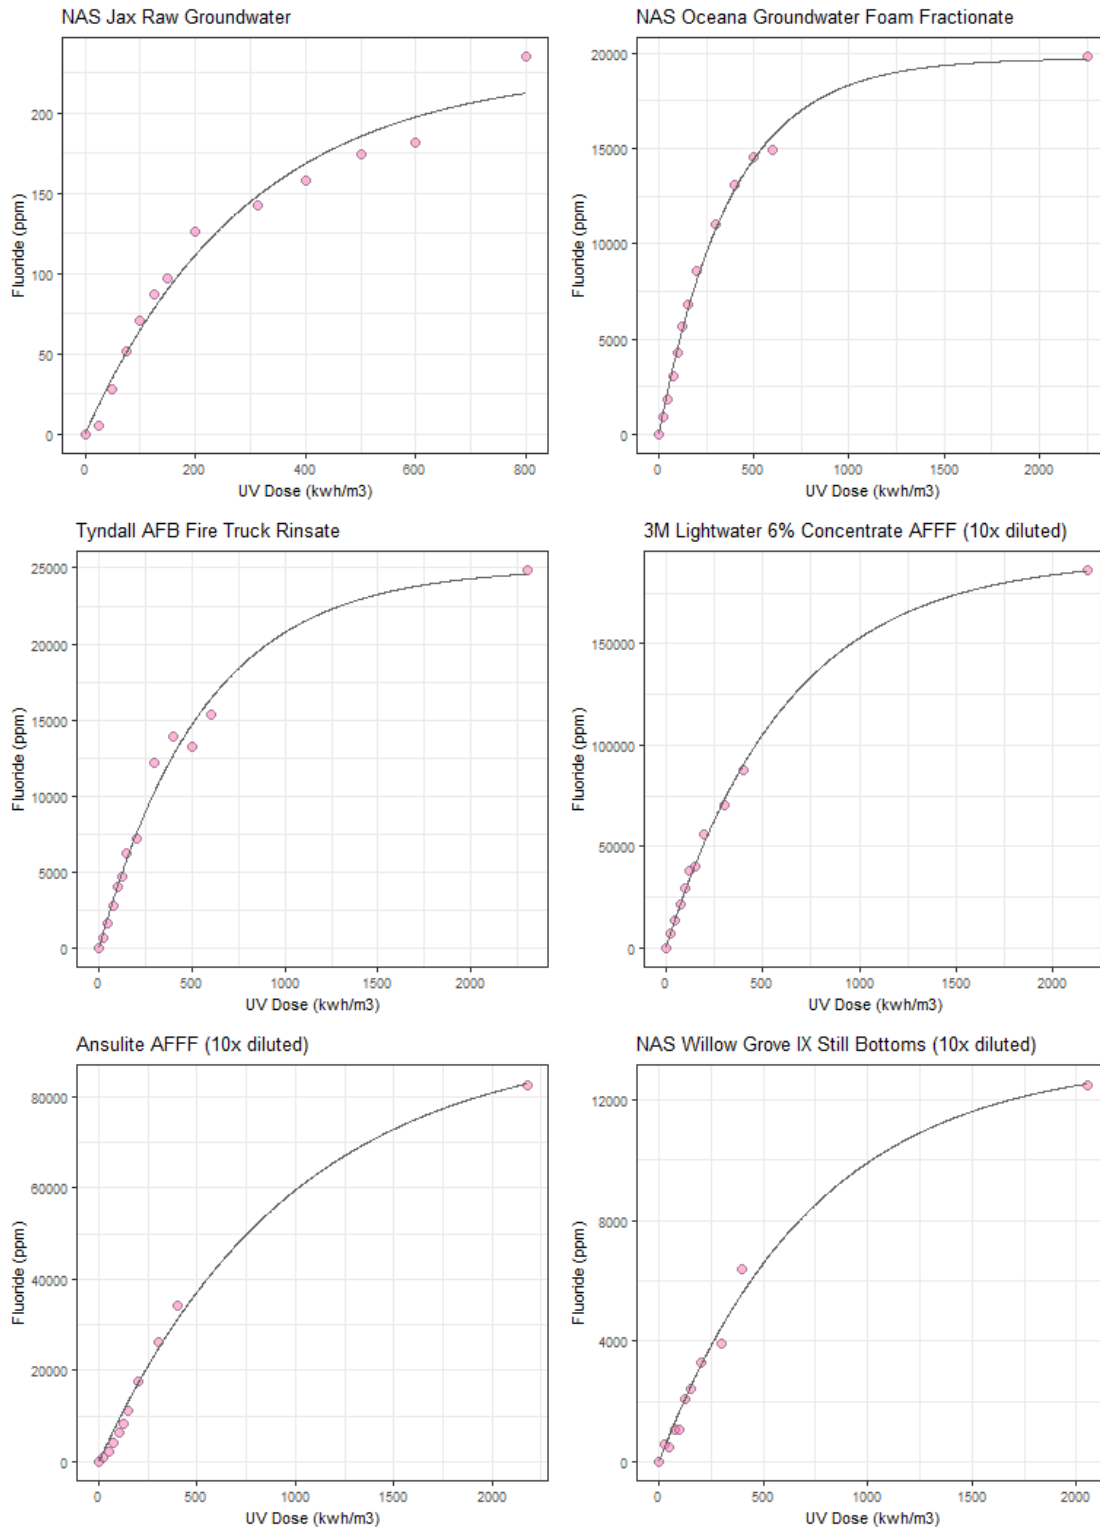 NAS Jax Raw Groundwater
200
150
100
50
0
Fluoride (ppm)
0 200 400 600 800
UV Dose (kwh/m3)
NAS Oceana Groundwater Foam Fractionate
20000
15000
10000
5000
0
Fluoride (ppm)
0 500 1000 1500 2000
UV Dose (kwh/m3)
Tyndall AFB Fire Truck Rinsate
25000
20000
15000
10000
5000
0
Fluoride (ppm)
0 500 1000 1500 2000
UV Dose (kwh/m3)
3M Lightwater 6% Concentrate AFFF (10x diluted)
150000
100000
50000
0
Fluoride (ppm)
0 500 1000 1500 2000
UV Dose (kwh/m3)
Ansulite AFFF (10x diluted)
80000
60000
40000
20000
0
Fluoride (ppm)
0 500 1000 1500 2000
UV Dose (kwh/m3)
NAS Willow Grove IX Still Bottoms (10x diluted)
12000
8000
4000
0
Fluoride (ppm)
0 500 1000 1500 2000
UV Dose (kwh/m3)